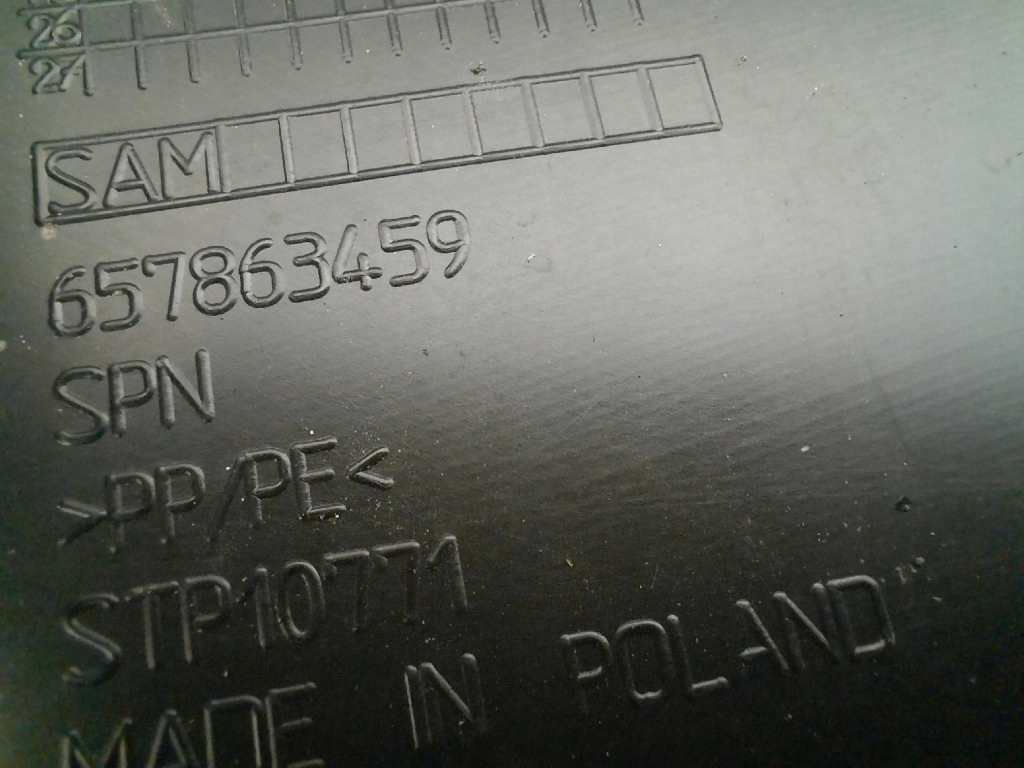 26
27
SAM
657863459
SPN
>PP/PE<
STP10771
MADE IN POLAND